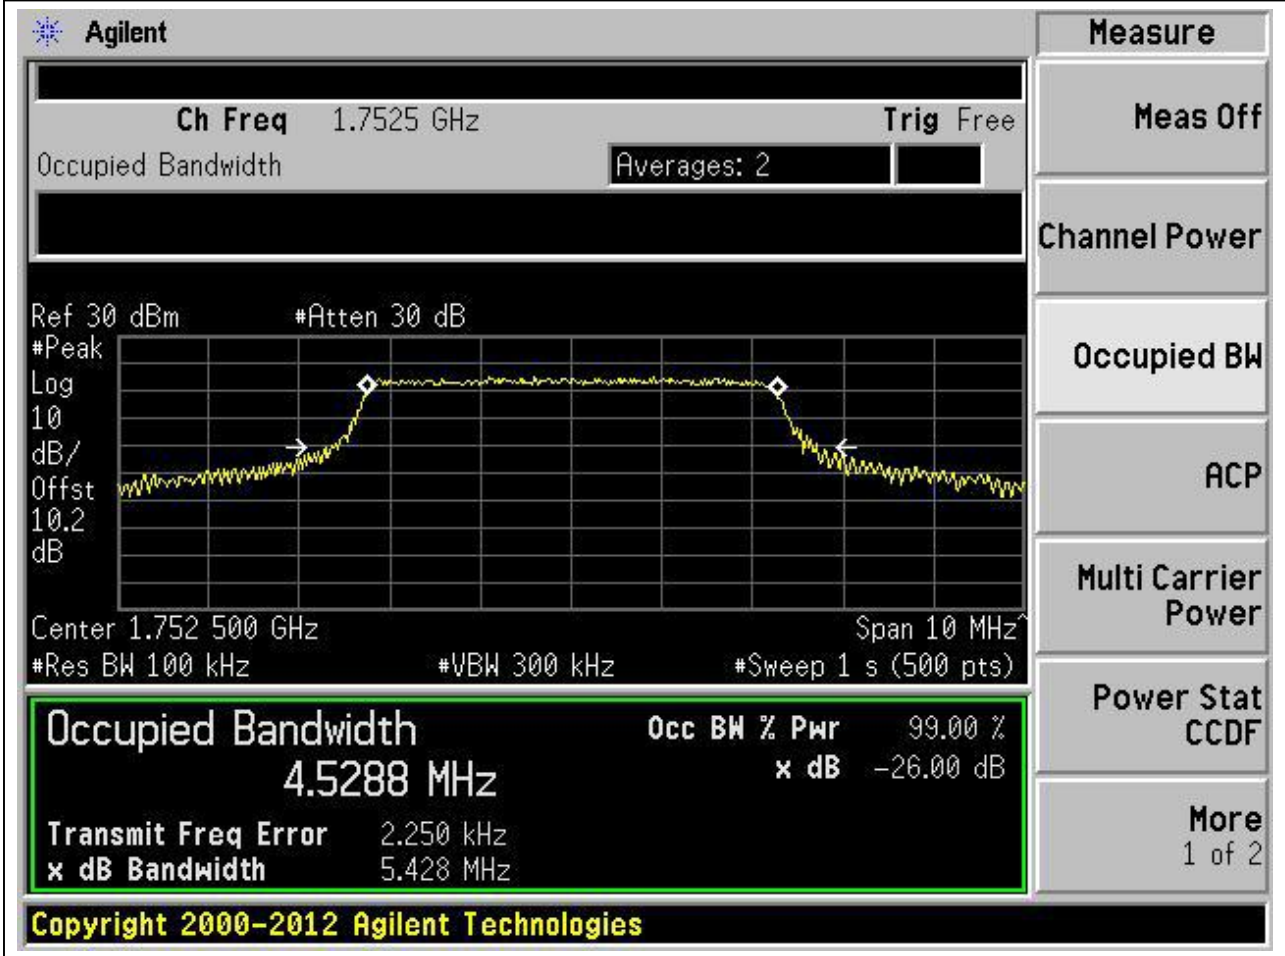 Agilent
Measure
Ch Freq 1.7525 GHz Trig Free
Occupied Bandwidth Averages: 2
Meas Off
Channel Power
Ref 30 dBm #Atten 30 dB
#Peak
Log
10
dB/
Offst
10.2
dB
Occupied BW
ACP
Multi Carrier
Power
Center 1.752 500 GHz Span 10 MHz^
#Res BW 100 kHz #VBW 300 kHz #Sweep 1 s (500 pts)
Power Stat
CCDF
Occupied Bandwidth
4.5288 MHz
Occ BW % Pwr 99.00 %
x dB -26.00 dB
Transmit Freq Error 2.250 kHz
x dB Bandwidth 5.428 MHz
More
1 of 2
Copyright 2000-2012 Agilent Technologies